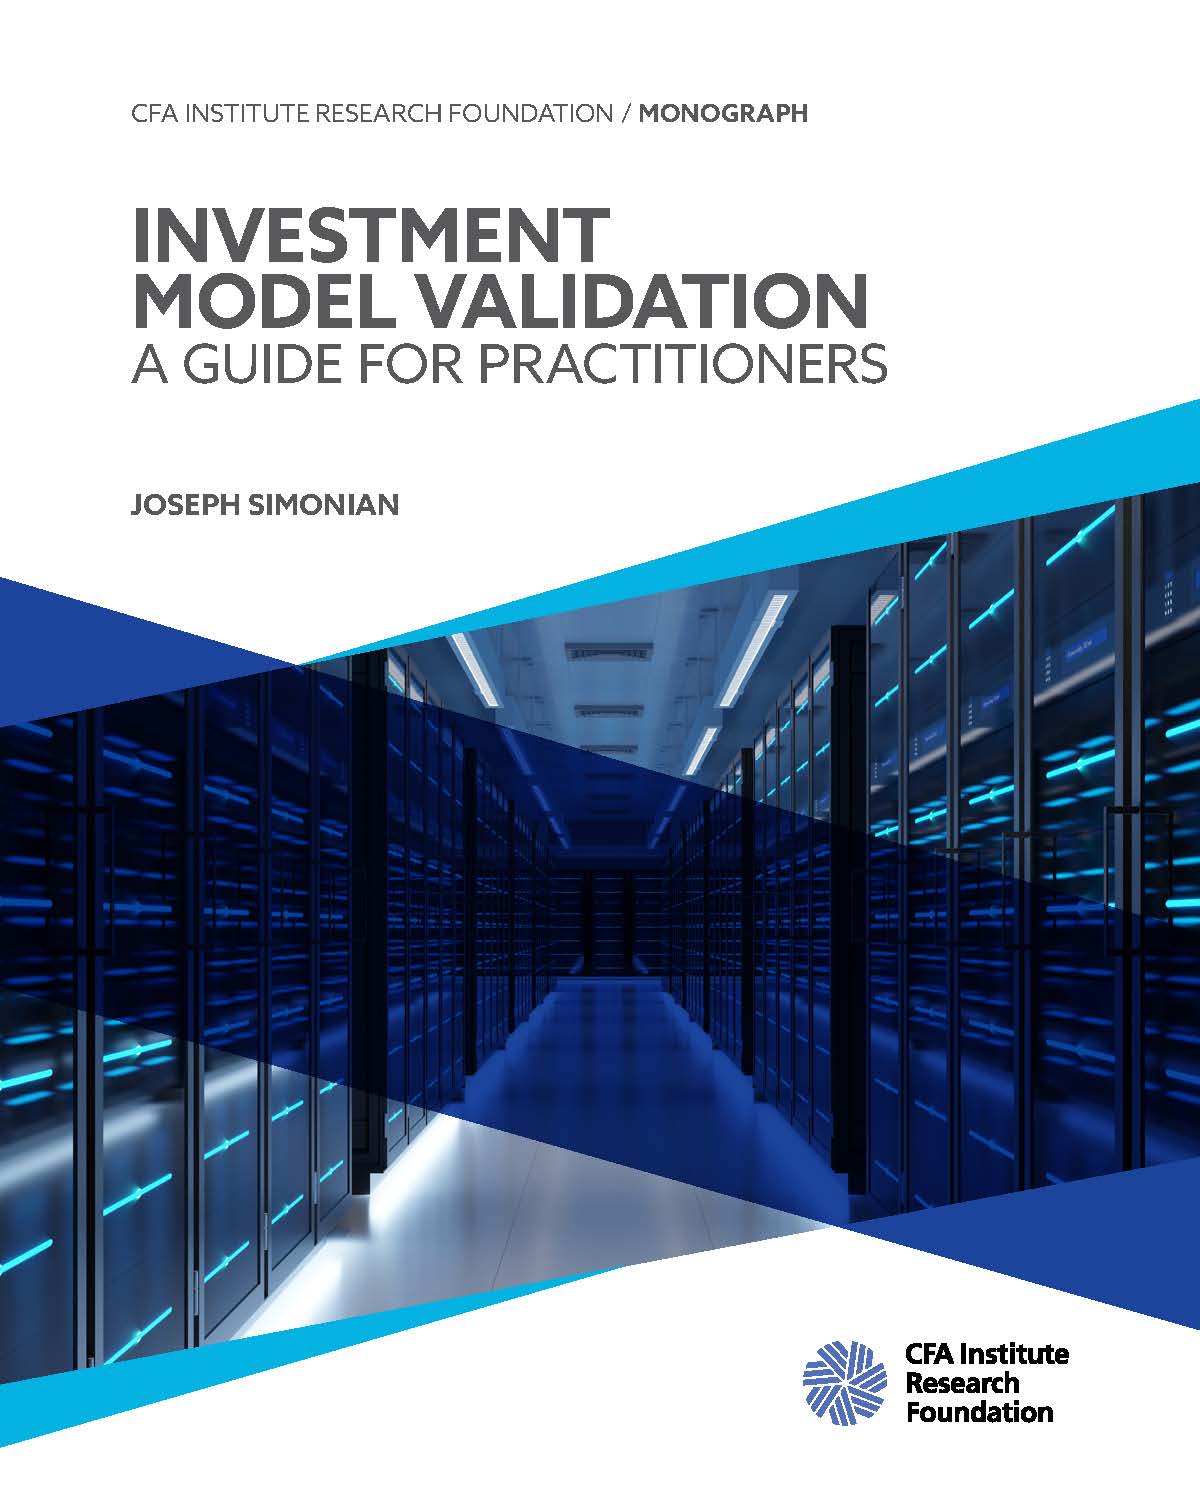 CFA INSTITUTE RESEARCH FOUNDATION / MONOGRAPH
INVESTMENT
MODEL VALIDATION
A GUIDE FOR PRACTITIONERS
JOSEPH SIMONIAN
CFA Institute
Research
Foundation